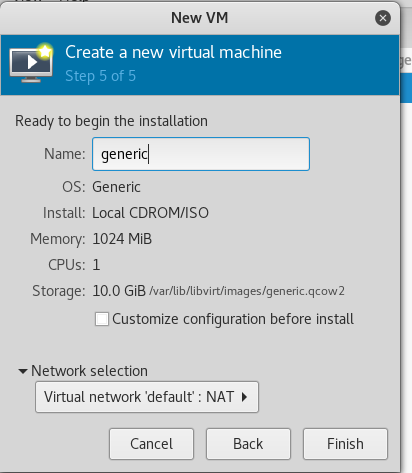 New VM
Create a new virtual machine
Step 5 of 5
Ready to begin the installation
Name: generic
OS: Generic
Install: Local CDROM/ISO
Memory: 1024 MiB
CPUs: 1
Storage: 10.0 GiB /var/lib/libvirt/images/generic.qcow2
Customize configuration before install
Network selection
Virtual network 'default' : NAT
Cancel Back Finish